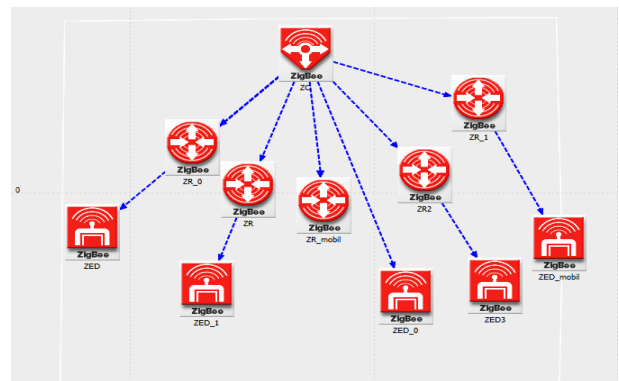 ZigBee
ZC
ZigBee
ZR_1
ZigBee
ZR_0
ZigBee
ZR
ZigBee
ZR_mobil
ZigBee
ZR2
0
ZigBee
ZED
ZigBee
ZED_1
ZigBee
ZED_0
ZigBee
ZED3
ZigBee
ZED_mobil